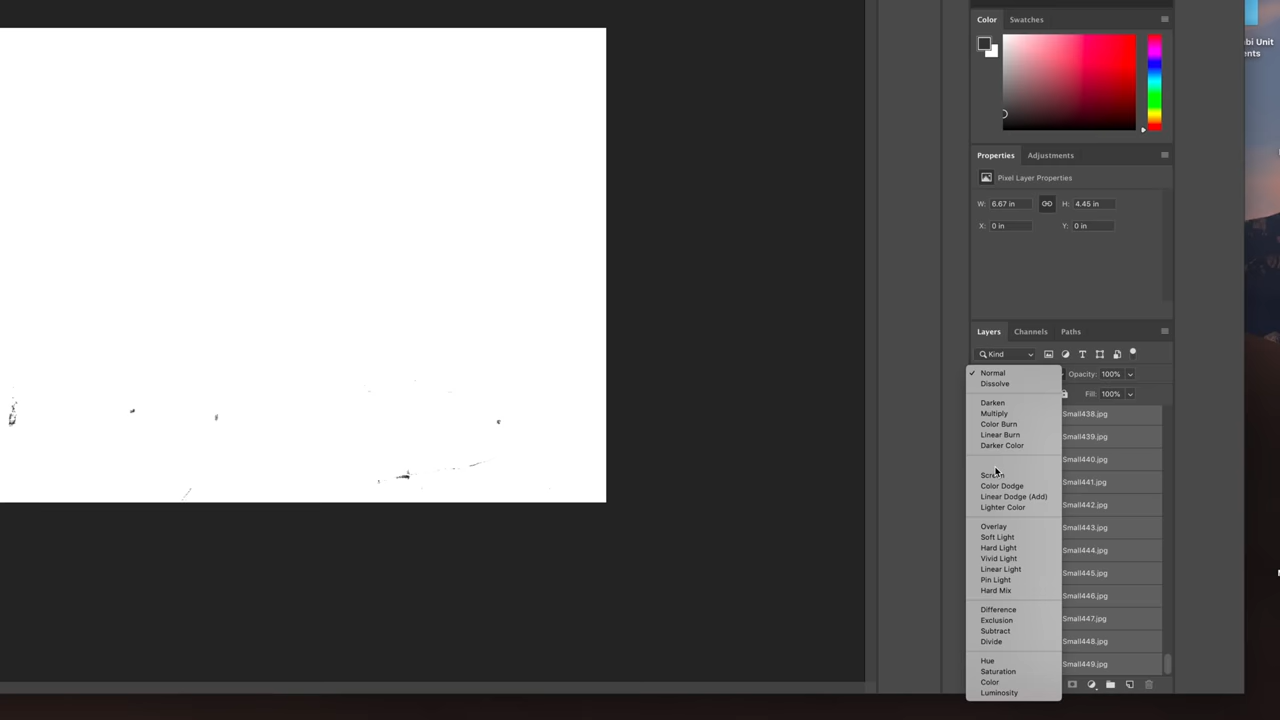 bi Unit
ents
Color
Swatches
Properties
Adjustments
Pixel Layer Properties
W: 6.67 in
H: 4.45 in
X: 0 in
Y: 0 in
Layers
Channels
Paths
Kind
Normal
Opacity: 100%
Dissolve
Fill: 100%
Darken
Multiply
Color Burn
Linear Burn
Darker Color
Screen
Color Dodge
Linear Dodge (Add)
Lighter Color
Overlay
Soft Light
Hard Light
Vivid Light
Linear Light
Pin Light
Hard Mix
Difference
Exclusion
Subtract
Divide
Hue
Saturation
Color
Luminosity
Small438.jpg
Small439.jpg
Small440.jpg
Small441.jpg
Small442.jpg
Small443.jpg
Small444.jpg
Small445.jpg
Small446.jpg
Small447.jpg
Small448.jpg
Small449.jpg